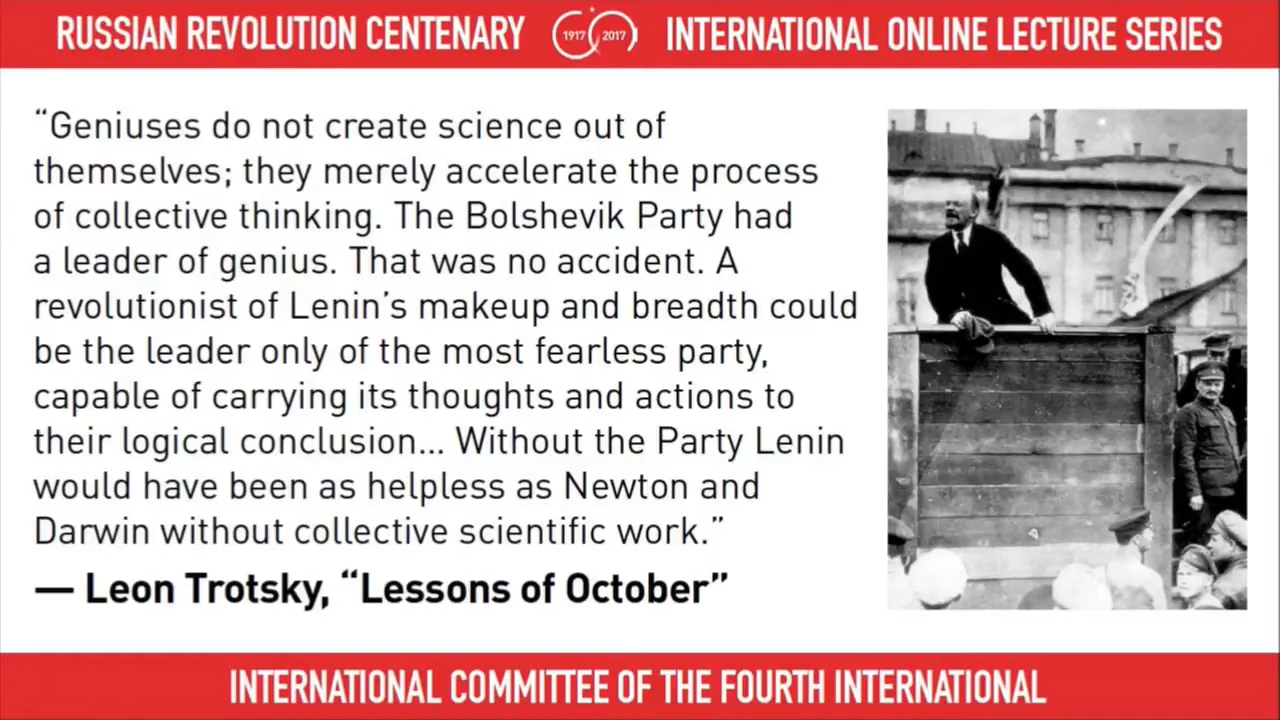 RUSSIAN REVOLUTION CENTENARY 1917 2017 INTERNATIONAL ONLINE LECTURE SERIES
“Geniuses do not create science out of
themselves; they merely accelerate the process
of collective thinking. The Bolshevik Party had
a leader of genius. That was no accident. A
revolutionist of Lenin’s makeup and breadth could
be the leader only of the most fearless party,
capable of carrying its thoughts and actions to
their logical conclusion... Without the Party Lenin
would have been as helpless as Newton and
Darwin without collective scientific work.”
— Leon Trotsky, “Lessons of October”
INTERNATIONAL COMMITTEE OF THE FOURTH INTERNATIONAL